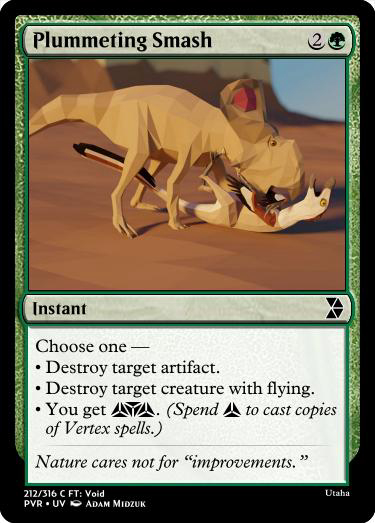 Plummeting Smash 2
Instant
Choose one —
• Destroy target artifact.
• Destroy target creature with flying.
• You get. (Spend to cast copies
of Vertex spells.)
Nature cares not for “improvements.”
212/316 C FT: Void
PVR • UV Adam Midzuk
Utaha